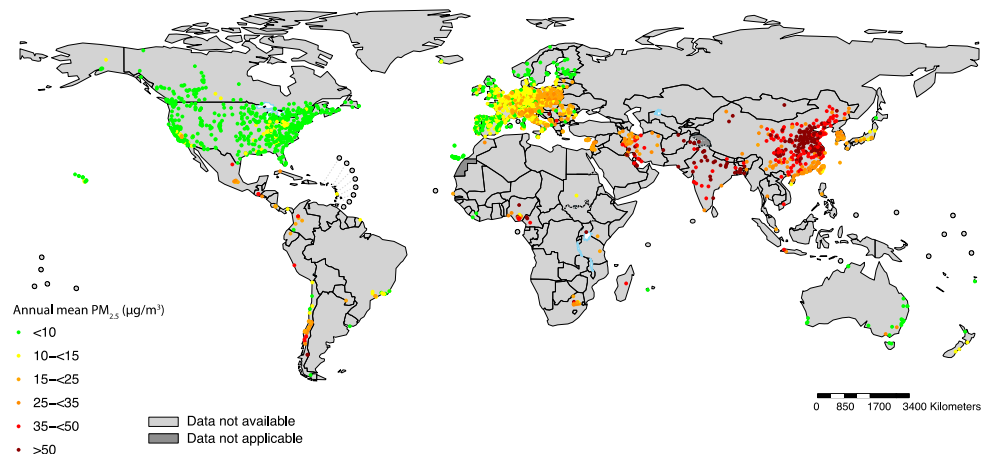 Annual mean PM2.5 (µg/m³)
<10
10–<15
15–<25
25–<35
35–<50
>50
Data not available
Data not applicable
0 850 1700 3400 Kilometers